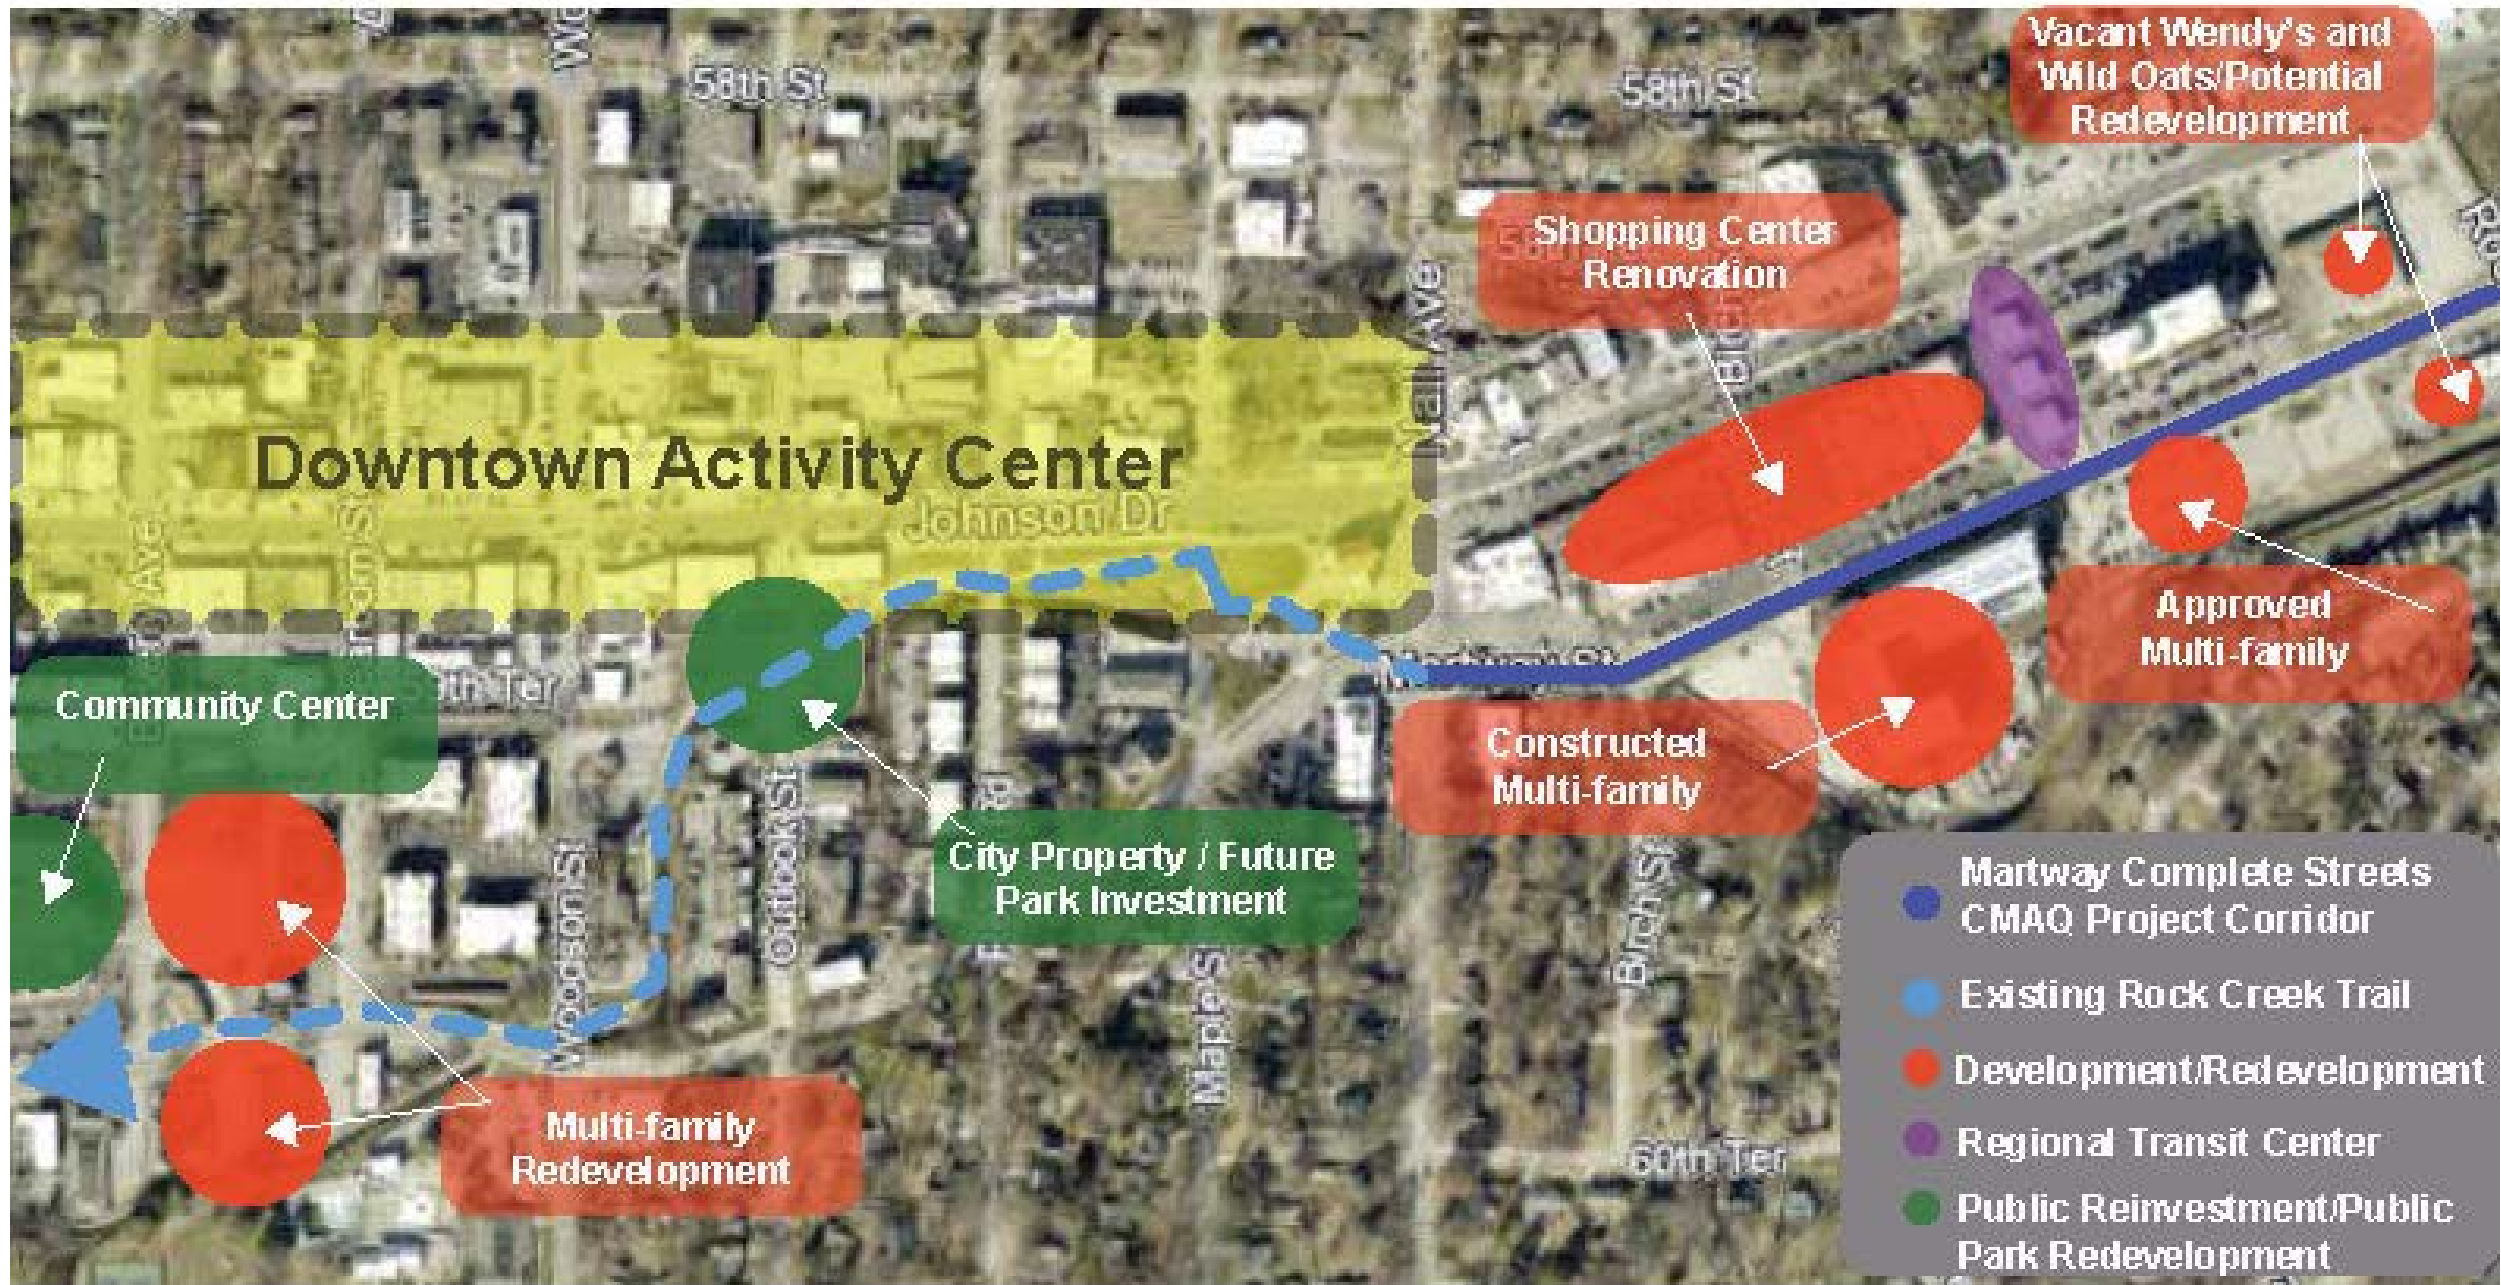 58th St
58th St
Vacant Wendy's and
Wild Oats/Potential
Redevelopment
Shopping Center
Renovation
Downtown Activity Center
Johnson Dr
Approved
Multi-family
Community Center
Constructed
Multi-family
City Property / Future
Park Investment
Woodson St
Outlook St
Maple S
Birch St
Multi-family
Redevelopment
60th Ter
Martway Complete Streets
CMAQ Project Corridor
Existing Rock Creek Trail
Development/Redevelopment
Regional Transit Center
Public Reinvestment/Public
Park Redevelopment